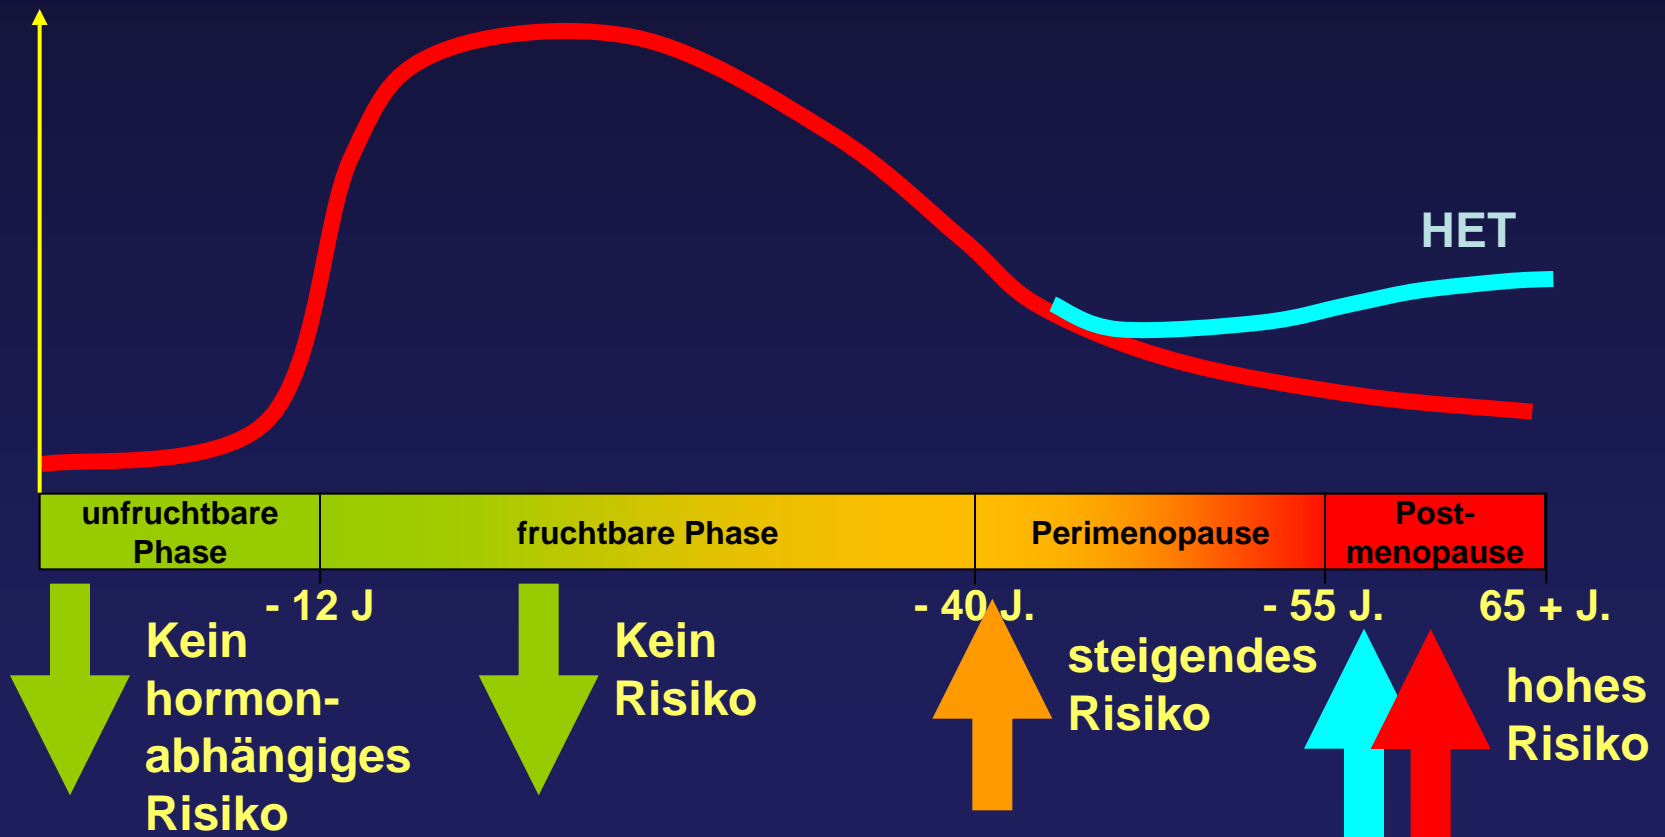 HET
unfruchtbare
Phase
fruchtbare Phase
Perimenopause
Post-
menopause
- 12 J
- 40 J.
- 55 J.
65 + J.
Kein
hormon-
abhängiges
Risiko
Kein
Risiko
steigendes
Risiko
hohes
Risiko